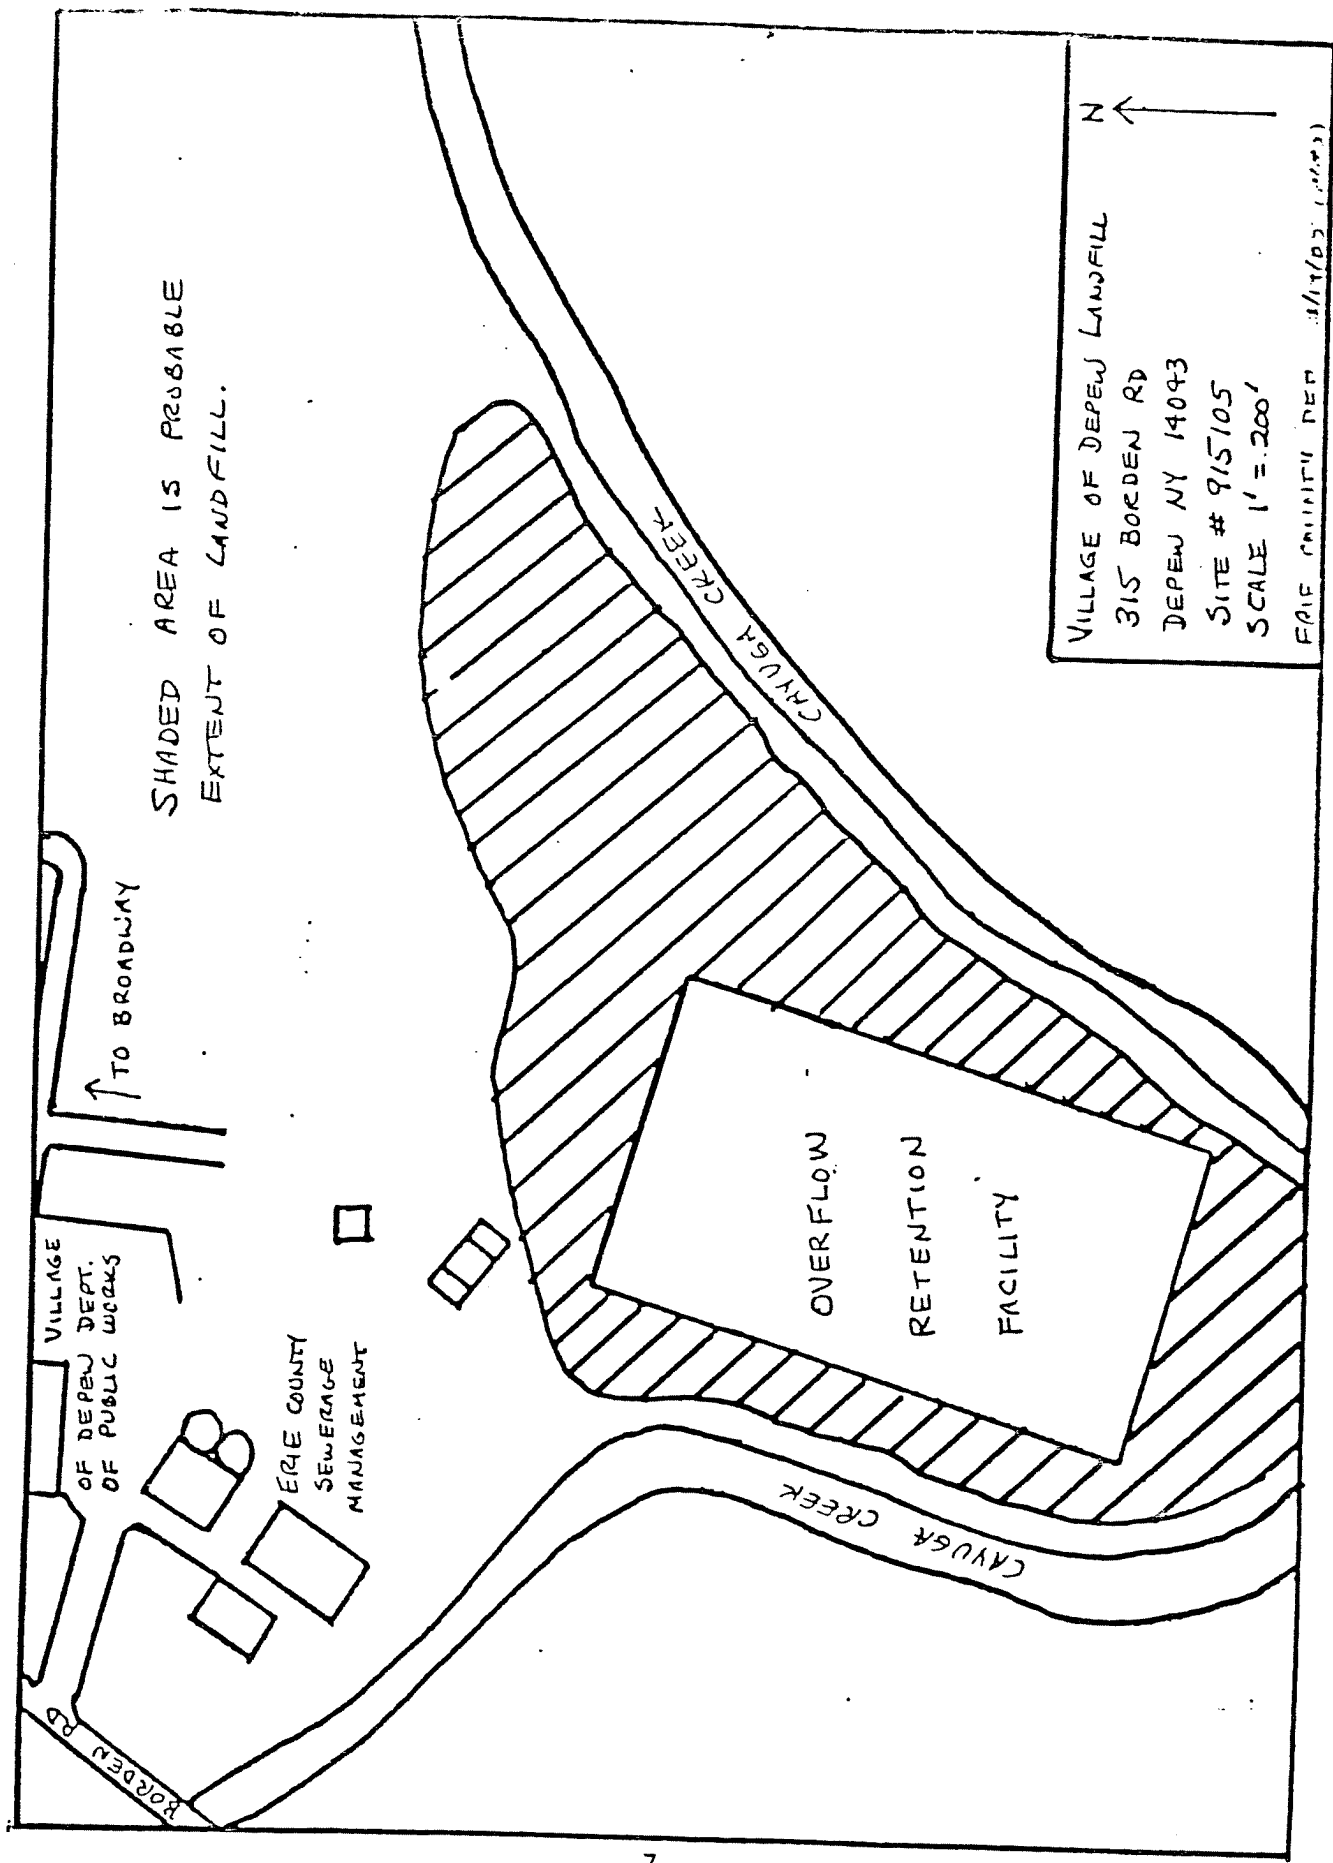 SHADED AREA IS PROBABLE
EXTENT OF LANDFILL.
TO BROADWAY
VILLAGE
OF DEPEW DEPT.
OF PUBLIC WORKS
ERIE COUNTY
SEWERAGE
MANAGEMENT
BORDEN RD
CAYUGA CREEK
CAYUGA CREEK
OVERFLOW
RETENTION
FACILITY
N
VILLAGE OF DEPEW LANDFILL
315 BORDEN RD
DEPEW NY 14043
SITE # 915105
SCALE 1" = 200'
7